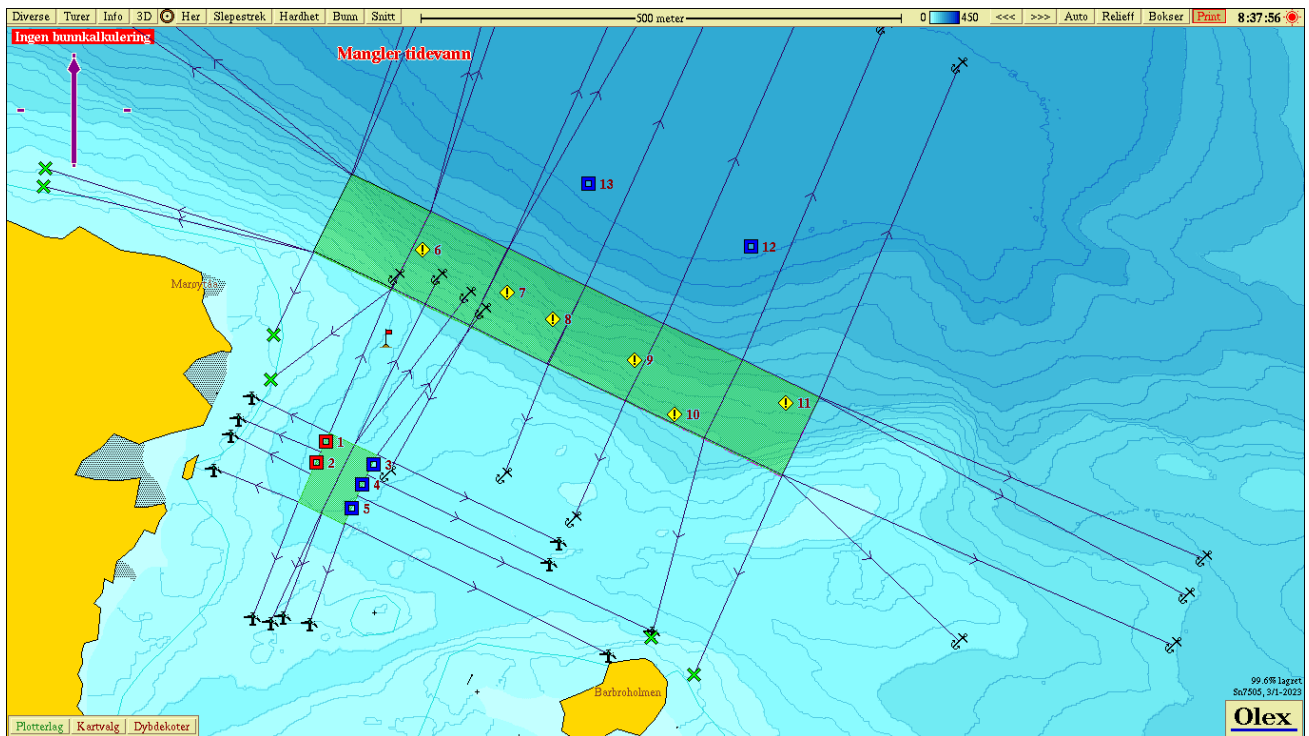 Diverse Turer Info 3D Her Slepestrek Hardhet Bunn Snitt 500 meter 0 450 <<< >>> Auto Relieff Bokser Print 8:37:56
Ingen bunnkalkulering
Mangler tidevann
13
12
6
Marøytåa
7
8
9
11
10
1
2
3
4
5
Barbroholmen
99.6% lagret
Sn7505, 3/1-2023
Olex
Plotterlag Kartvalg Dybdekoter